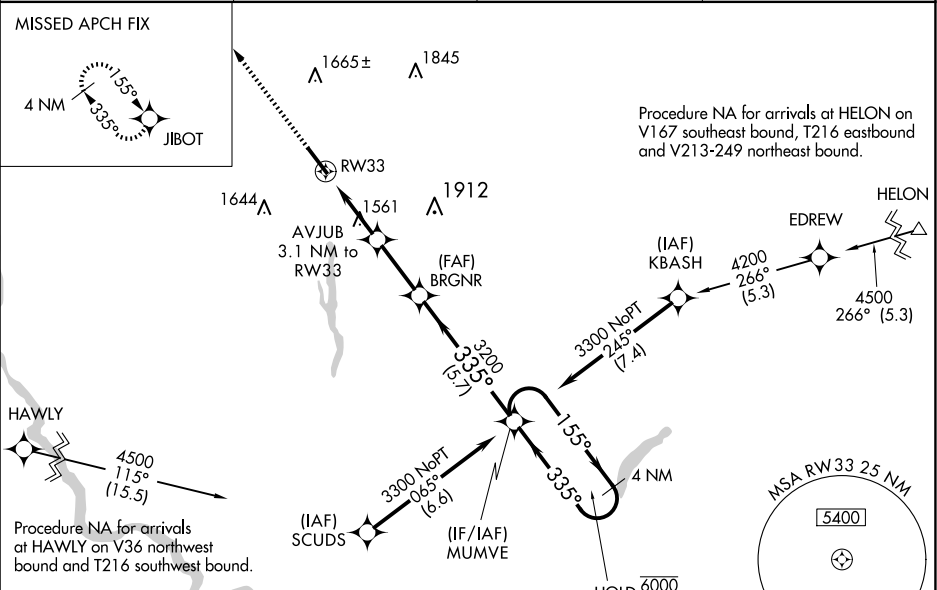 MISSED APCH FIX
155°
4 NM
335°
JIBOT
1665±
1845
Procedure NA for arrivals at HELON on
V167 southeast bound, T216 eastbound
and V213-249 northeast bound.
RW33
1644
1561
1912
HELON
EDREW
AVJUB
3.1 NM to
RW33
(FAF)
BRGNR
(IAF)
KBASH
4200
266°
(5.3)
4500
266° (5.3)
3300 NoPT
245°
(7.4)
3200
335°
(5.7)
HAWLY
4500
115°
(15.5)
155°
335°
4 NM
3300 NoPT
065°
(6.6)
(IAF)
SCUDS
(IF/IAF)
MUMVE
Procedure NA for arrivals
at HAWLY on V36 northwest
bound and T216 southwest bound.
HOLD 6000
MSA RW33 25 NM
5400